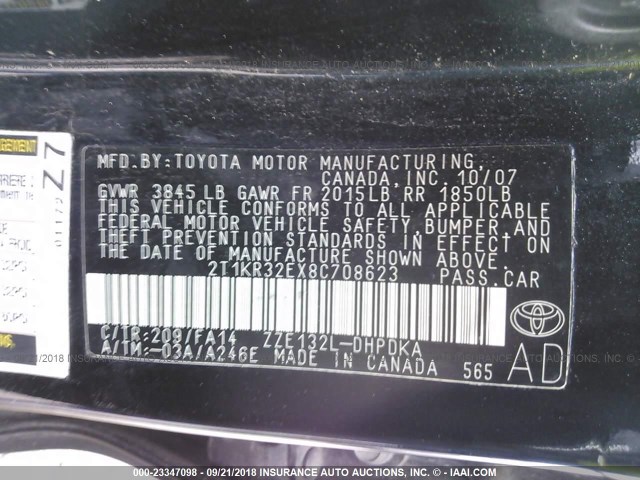 MFD.BY:TOYOTA MOTOR MANUFACTURING,
CANADA, INC. 10/07
GVWR 3845 LB GAWR FR 2015LB RR 1850LB
THIS VEHICLE CONFORMS TO ALL APPLICABLE
FEDERAL MOTOR VEHICLE SAFETY,BUMPER,AND
THEFT PREVENTION STANDARDS IN EFFECT ON
THE DATE OF MANUFACTURE SHOWN ABOVE.
2T1KR32EX8C708623 PASS.CAR
C/TR:209/FA14 ZZE132L-DHPDKA
A/TM:-03A/A246E MADE IN CANADA 565
AD
Z7
01172
000-23347098 - 09/21/2018 - INSURANCE AUTO AUCTIONS, INC. - IAAI.COM